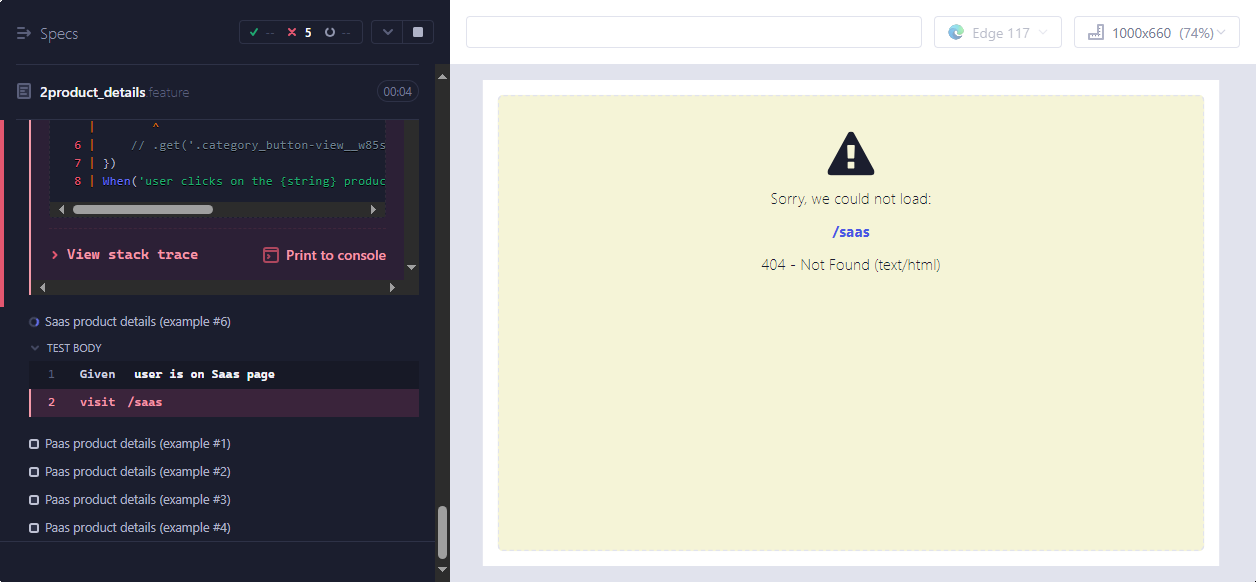 Specs
-- 5 --
2product_details.feature
00:04
| ^
6 | // .get('.category_button-view__w85s
7 | })
8 | When('user clicks on the {string} produc
View stack trace
Print to console
Saas product details (example #6)
TEST BODY
1 Given user is on Saas page
2 visit /saas
Paas product details (example #1)
Paas product details (example #2)
Paas product details (example #3)
Paas product details (example #4)
Edge 117
1000x660 (74%)
Sorry, we could not load:
/saas
404 - Not Found (text/html)